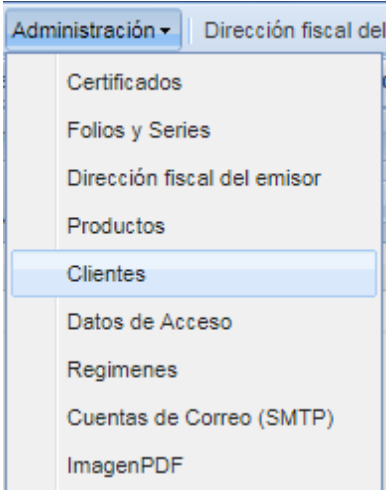 Administración Dirección fiscal del
Certificados
Folios y Series
Dirección fiscal del emisor
Productos
Clientes
Datos de Acceso
Regimenes
Cuentas de Correo (SMTP)
ImagenPDF